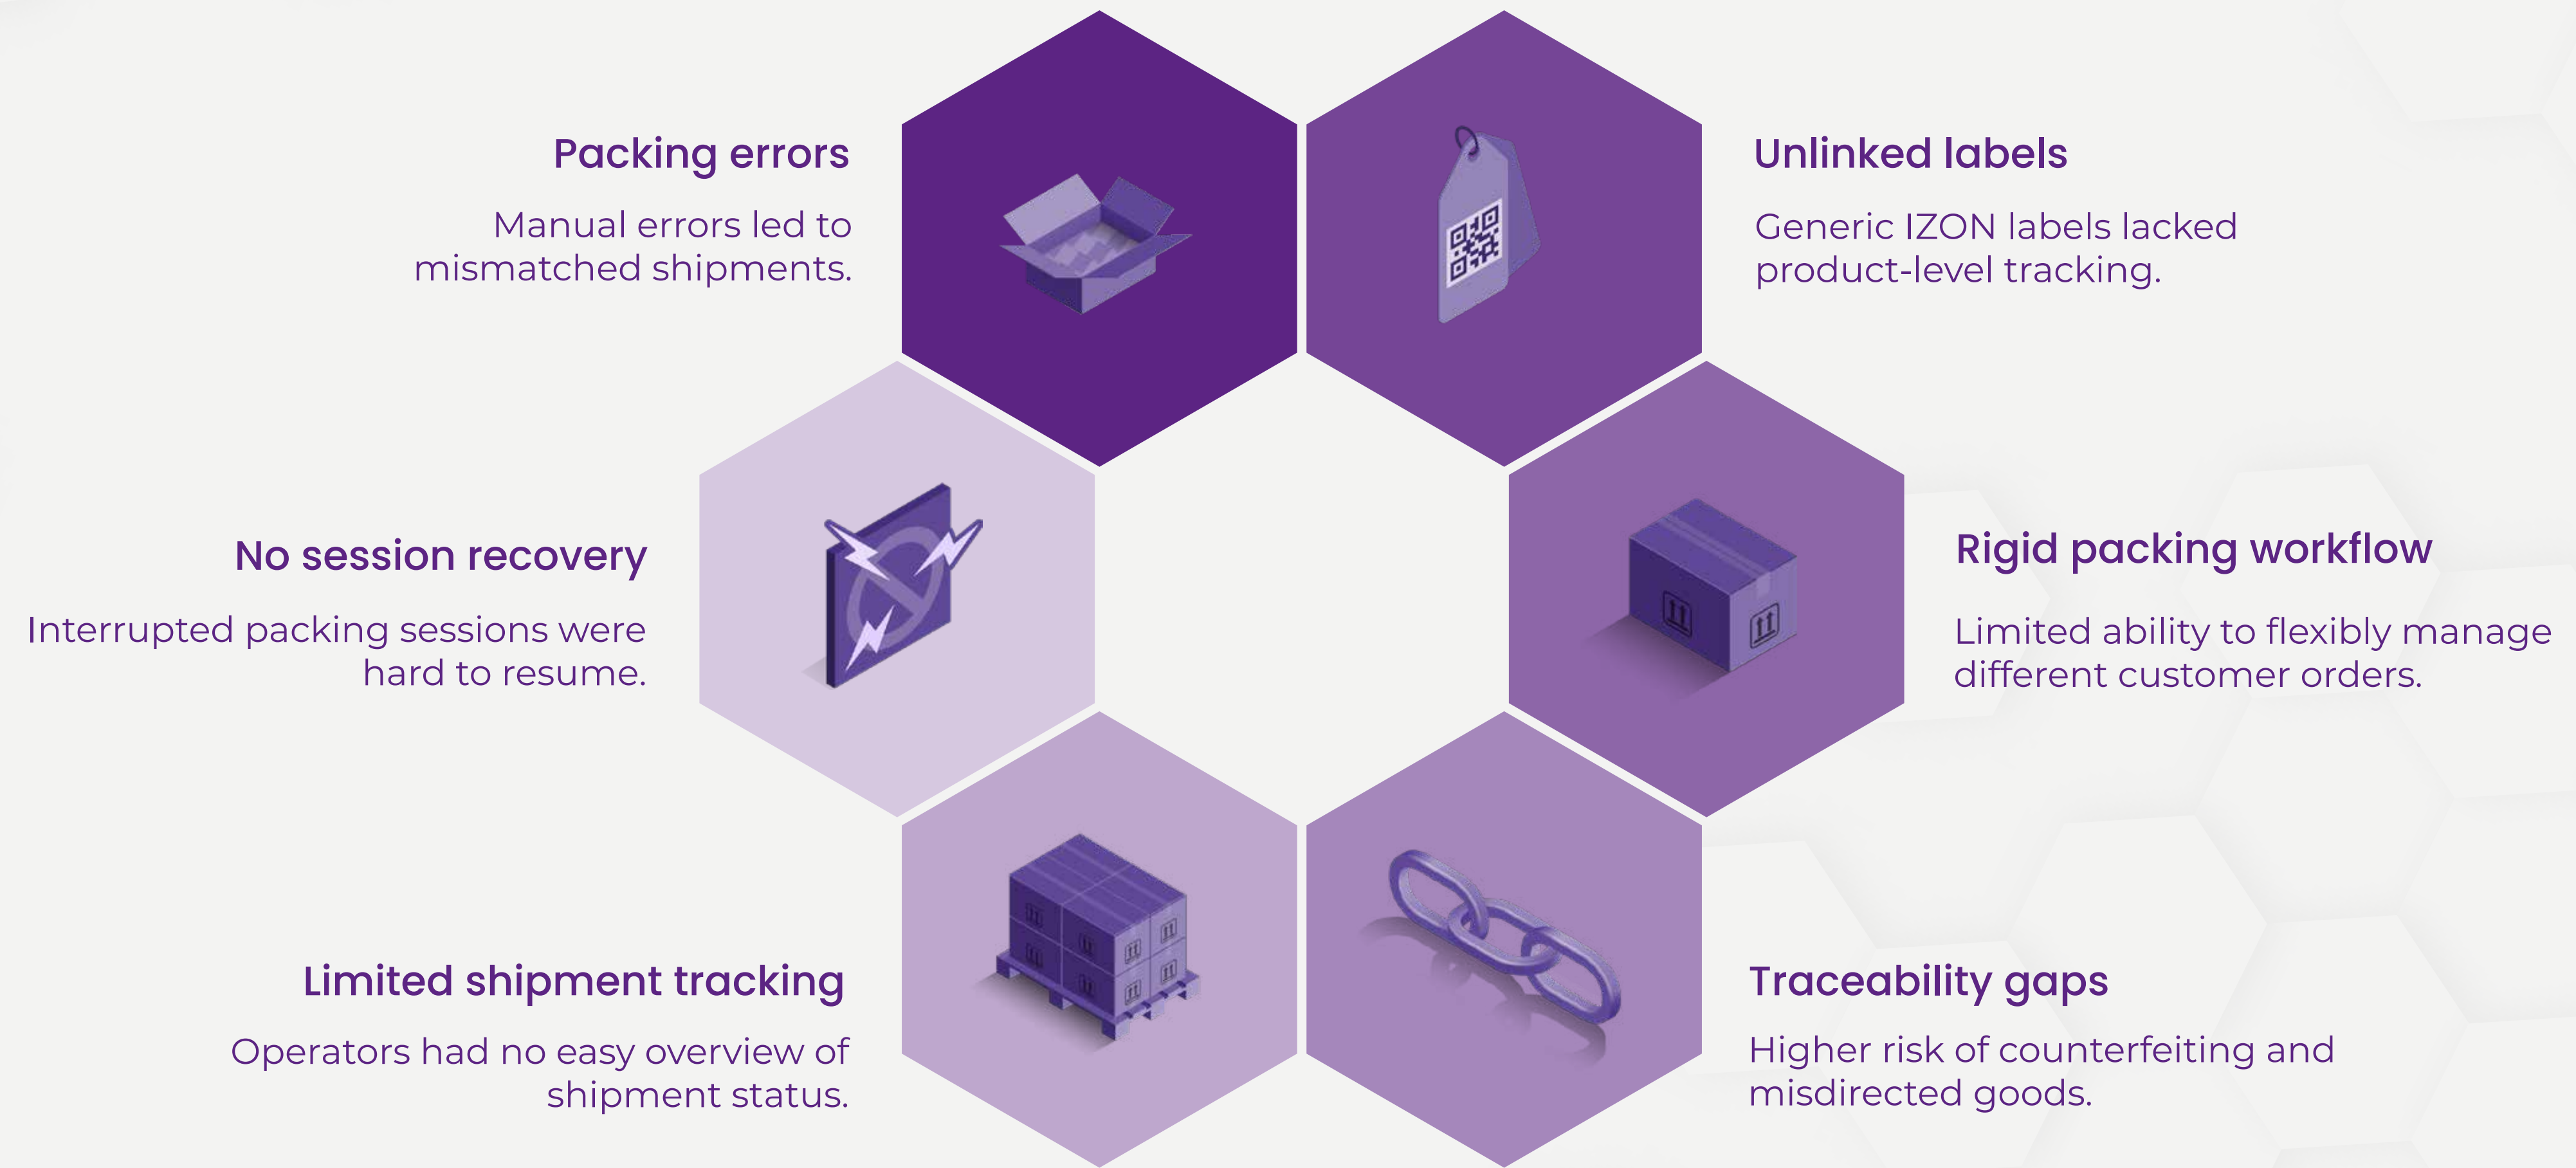 Packing errors
Manual errors led to
mismatched shipments.
Unlinked labels
Generic IZON labels lacked
product-level tracking.
No session recovery
Interrupted packing sessions were
hard to resume.
Rigid packing workflow
Limited ability to flexibly manage
different customer orders.
Limited shipment tracking
Operators had no easy overview of
shipment status.
Traceability gaps
Higher risk of counterfeiting and
misdirected goods.